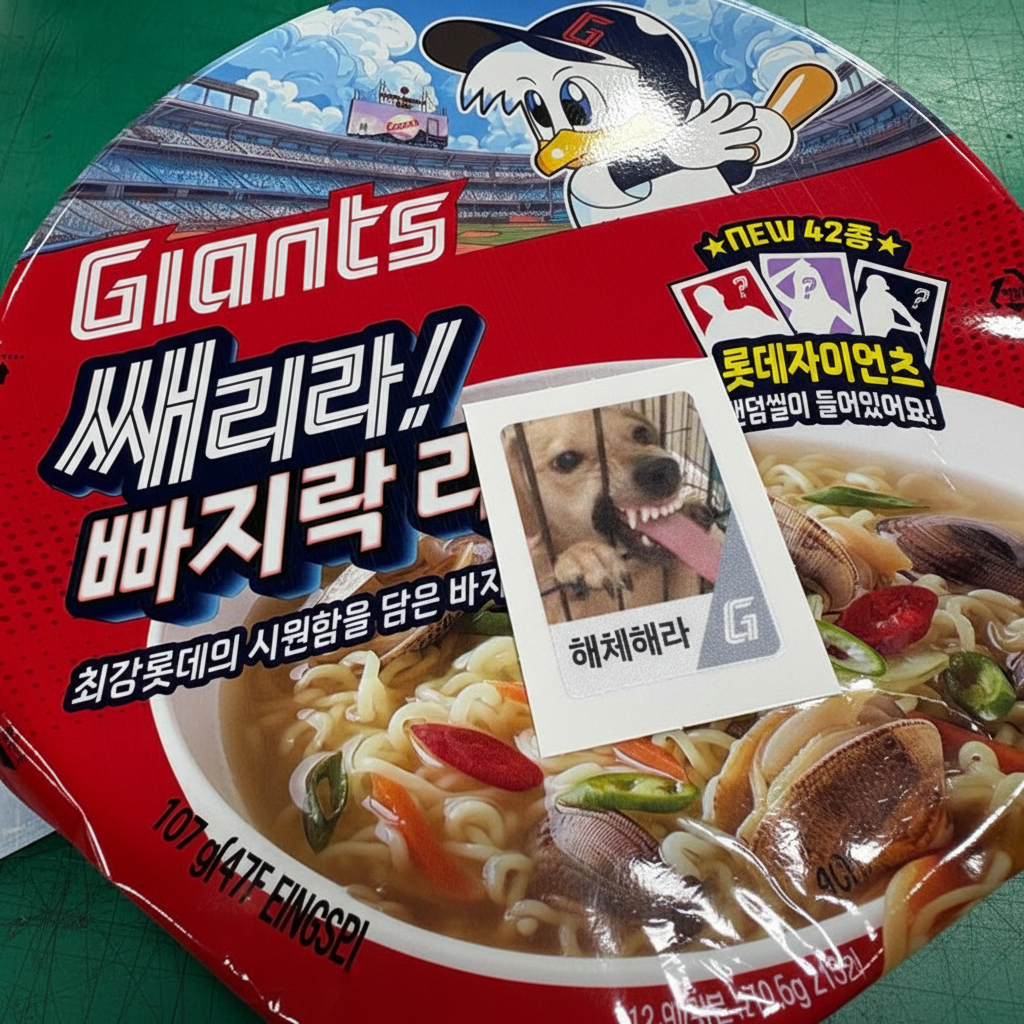 G
Giants
쌔리라!
빠지락
최강롯데의 시원함을 담은 바지
NEW 42종
? ? ?
롯데자이언츠
덤씰이 들어있어요!
해체해라
G
107 g(47F EINGSPI